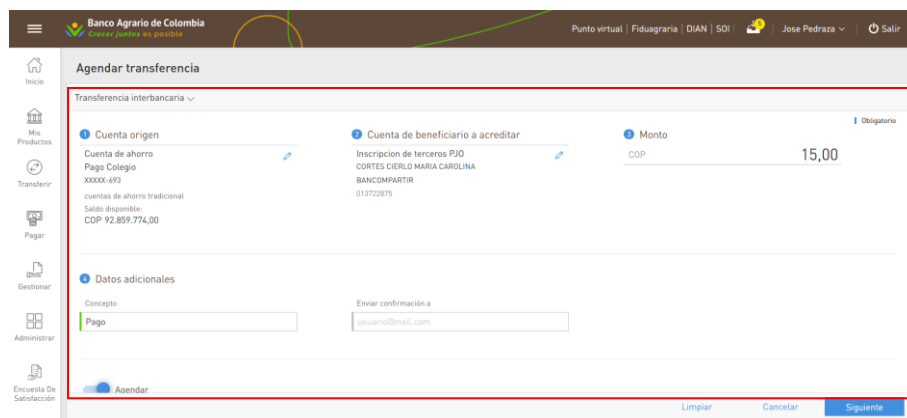 Banco Agrario de Colombia
Crecer juntos es posible
Punto virtual | Fiduagraria | DIAN | SOI
5
Jose Pedraza
Salir
Inicio
Mis
Productos
Transferir
Pagar
Gestionar
Administrar
Encuesta De
Satisfacción
Agendar transferencia
Transferencia interbancaria
Obligatorio
1 Cuenta origen
Cuenta de ahorro
Pago Colegio
XXXXX-693
cuentas de ahorro tradicional
Saldo disponible:
COP 92.859.774,00
2 Cuenta de beneficiario a acreditar
Inscripcion de terceros PJO
CORTES CIERLO MARIA CAROLINA
BANCOMPARTIR
013722875
3 Monto
COP 15,00
4 Datos adicionales
Concepto
Pago
Enviar confirmación a
usuario@mail.com
Agendar
Limpiar
Cancelar
Siguiente